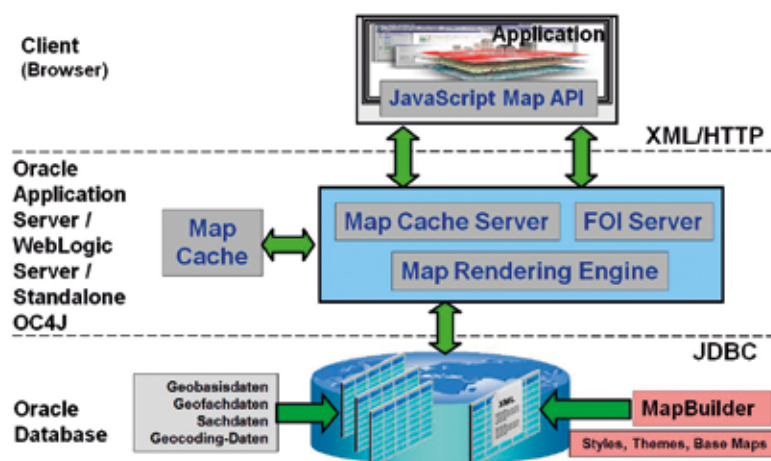 Client
(Browser)
Application
JavaScript Map API
XML/HTTP
Oracle
Application
Server /
WebLogic
Server /
Standalone
OC4J
Map
Cache
Map Cache Server
FOI Server
Map Rendering Engine
JDBC
Oracle
Database
Geobasisdaten
Geofachdaten
Sachdaten
Geocoding-Daten
XML
MapBuilder
Styles, Themes, Base Maps